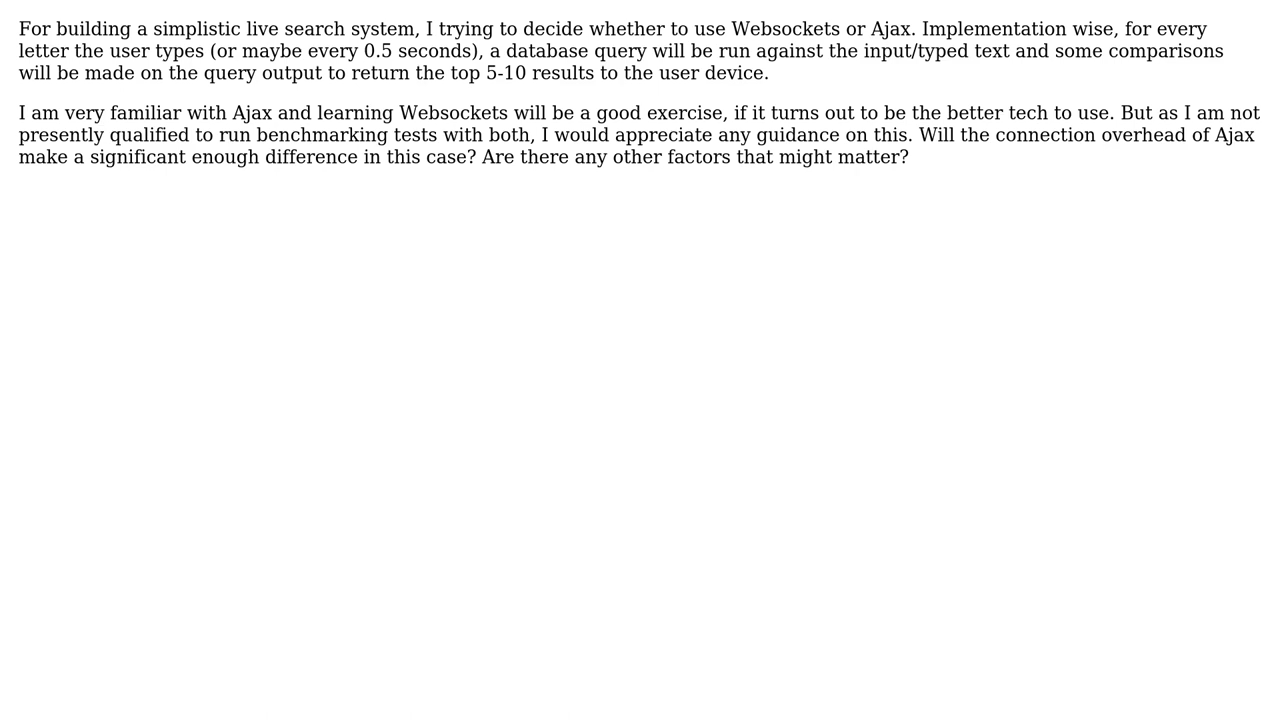 For building a simplistic live search system, I trying to decide whether to use Websockets or Ajax. Implementation wise, for every
letter the user types (or maybe every 0.5 seconds), a database query will be run against the input/typed text and some comparisons
will be made on the query output to return the top 5-10 results to the user device.
I am very familiar with Ajax and learning Websockets will be a good exercise, if it turns out to be the better tech to use. But as I am not
presently qualified to run benchmarking tests with both, I would appreciate any guidance on this. Will the connection overhead of Ajax
make a significant enough difference in this case? Are there any other factors that might matter?